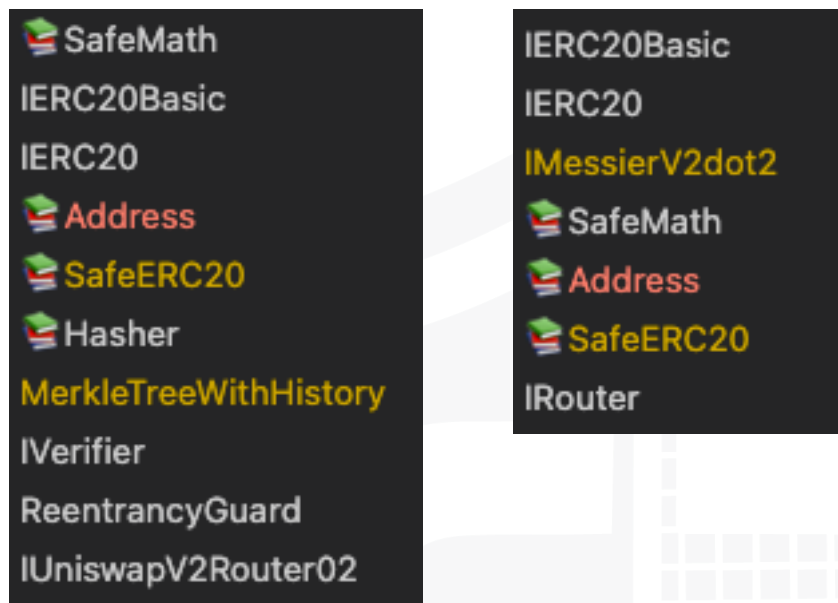 SafeMath
IERC20Basic
IERC20
Address
SafeERC20
Hasher
MerkleTreeWithHistory
IVerifier
ReentrancyGuard
IUniswapV2Router02
IERC20Basic
IERC20
IMessierV2dot2
SafeMath
Address
SafeERC20
IRouter